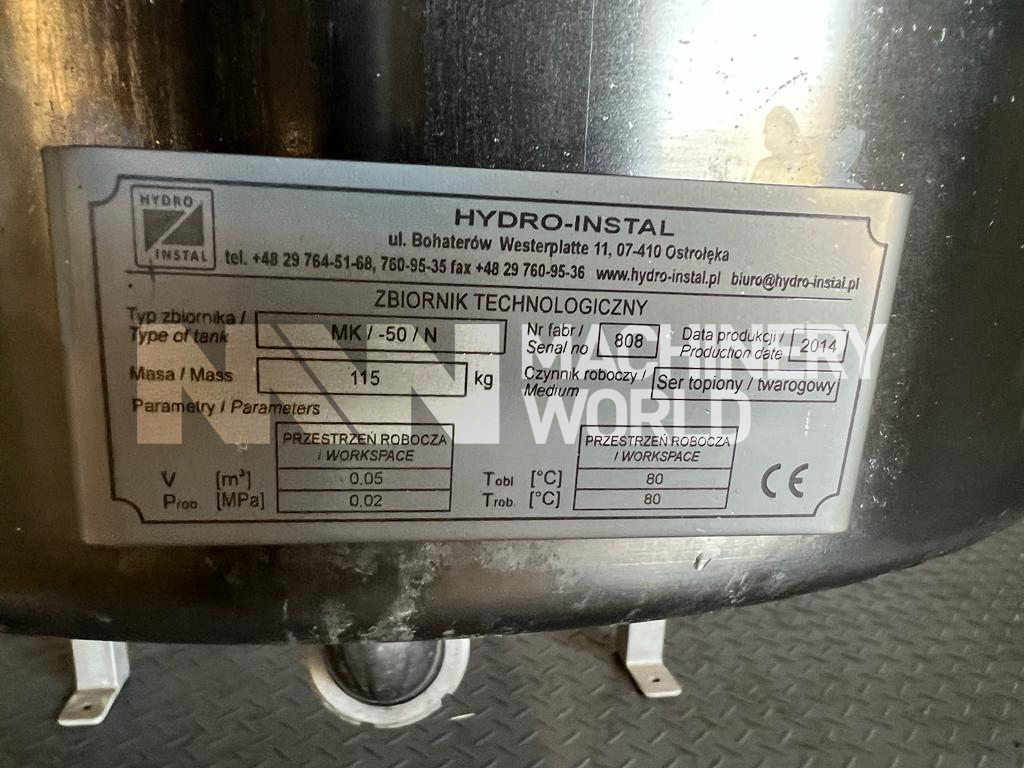 HYDRO
INSTAL
HYDRO-INSTAL
ul. Bohaterów Westerplatte 11, 07-410 Ostrołęka
tel. +48 29 764-51-68, 760-95-35 fax +48 29 760-95-36 www.hydro-instal.pl biuro@hydro-instal.pl
ZBIORNIK TECHNOLOGICZNY
Typ zbiornika / Type of tank MK / -50 / N Nr fabr / Serial no 808 Data produkcji / Production date 2014
Masa / Mass 115 kg Czynnik roboczy / Medium Ser topiony / twarogowy
Parametry / Parameters
PRZESTRZEŃ ROBOCZA / WORKSPACE PRZESTRZEŃ ROBOCZA / WORKSPACE
V [m³] 0.05 Tobl [°C] 80
Prob. [MPa] 0.02 Trob. [°C] 80
CE
MACHINERY
WORLD